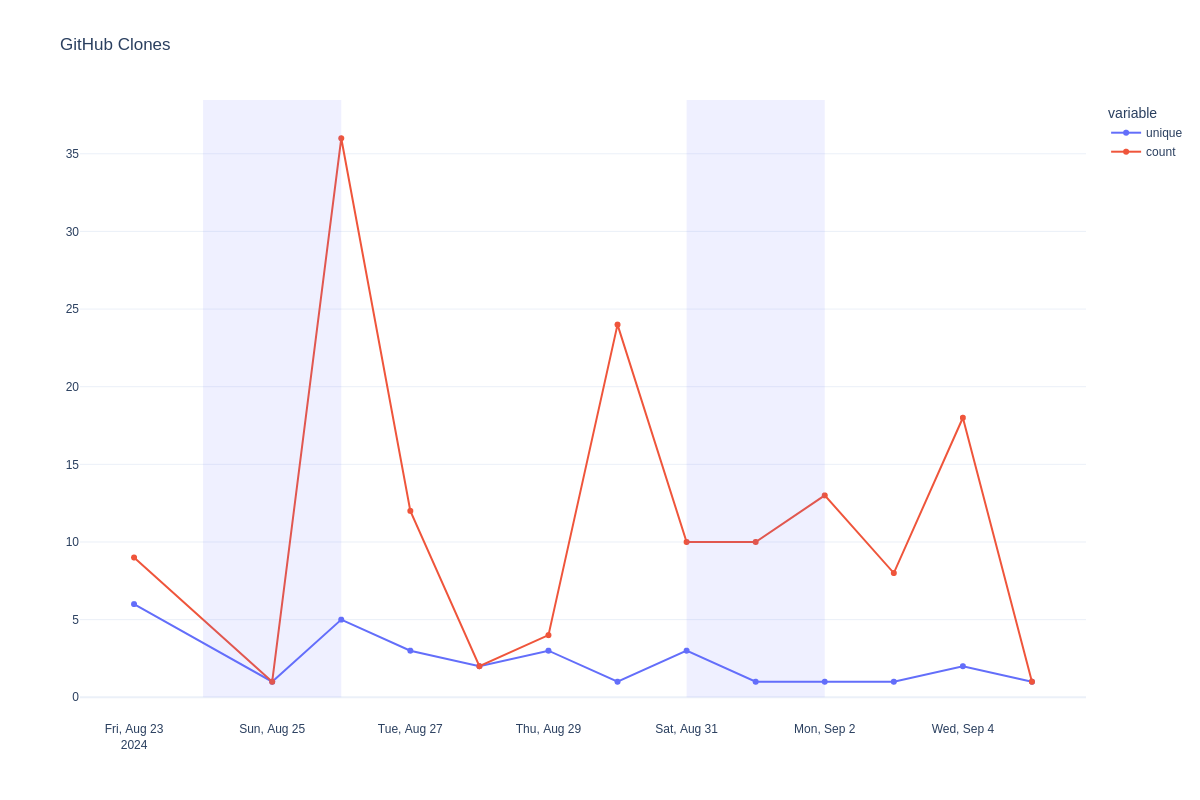 GitHub Clones
variable
unique
count
35
30
25
20
15
10
5
0
Fri, Aug 23
2024
Sun, Aug 25
Tue, Aug 27
Thu, Aug 29
Sat, Aug 31
Mon, Sep 2
Wed, Sep 4